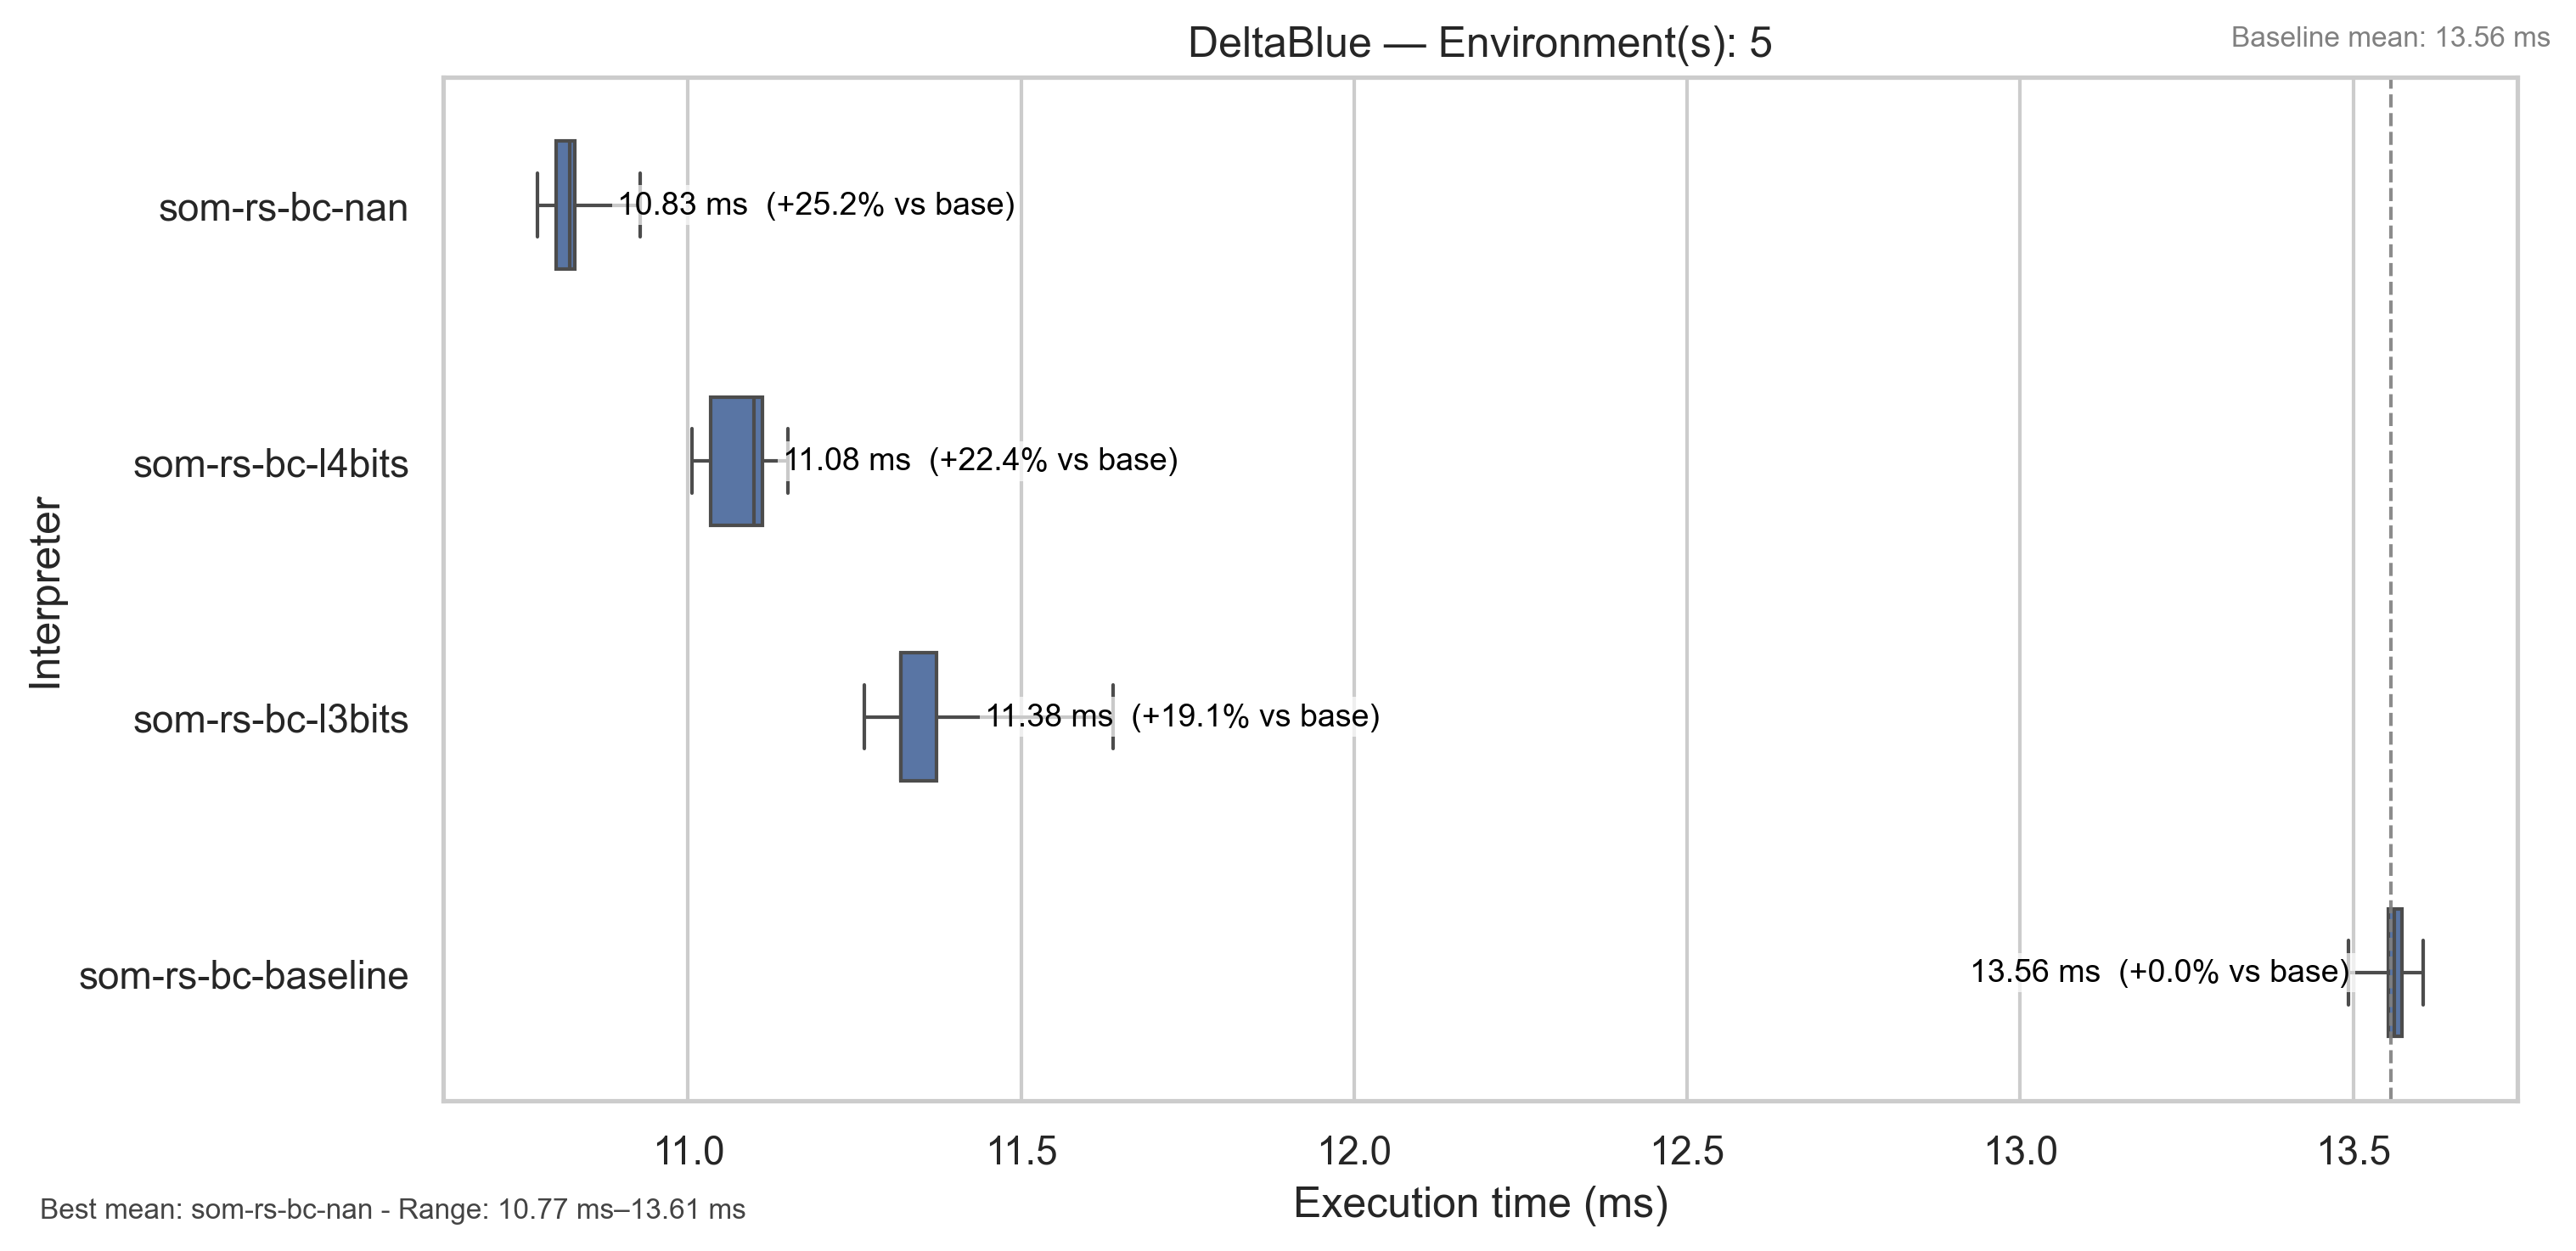 DeltaBlue — Environment(s): 5
Baseline mean: 13.56 ms
Interpreter
som-rs-bc-nan
10.83 ms  (+25.2% vs base)
som-rs-bc-l4bits
11.08 ms  (+22.4% vs base)
som-rs-bc-l3bits
11.38 ms  (+19.1% vs base)
som-rs-bc-baseline
13.56 ms  (+0.0% vs base)
11.0 11.5 12.0 12.5 13.0 13.5
Execution time (ms)
Best mean: som-rs-bc-nan - Range: 10.77 ms–13.61 ms